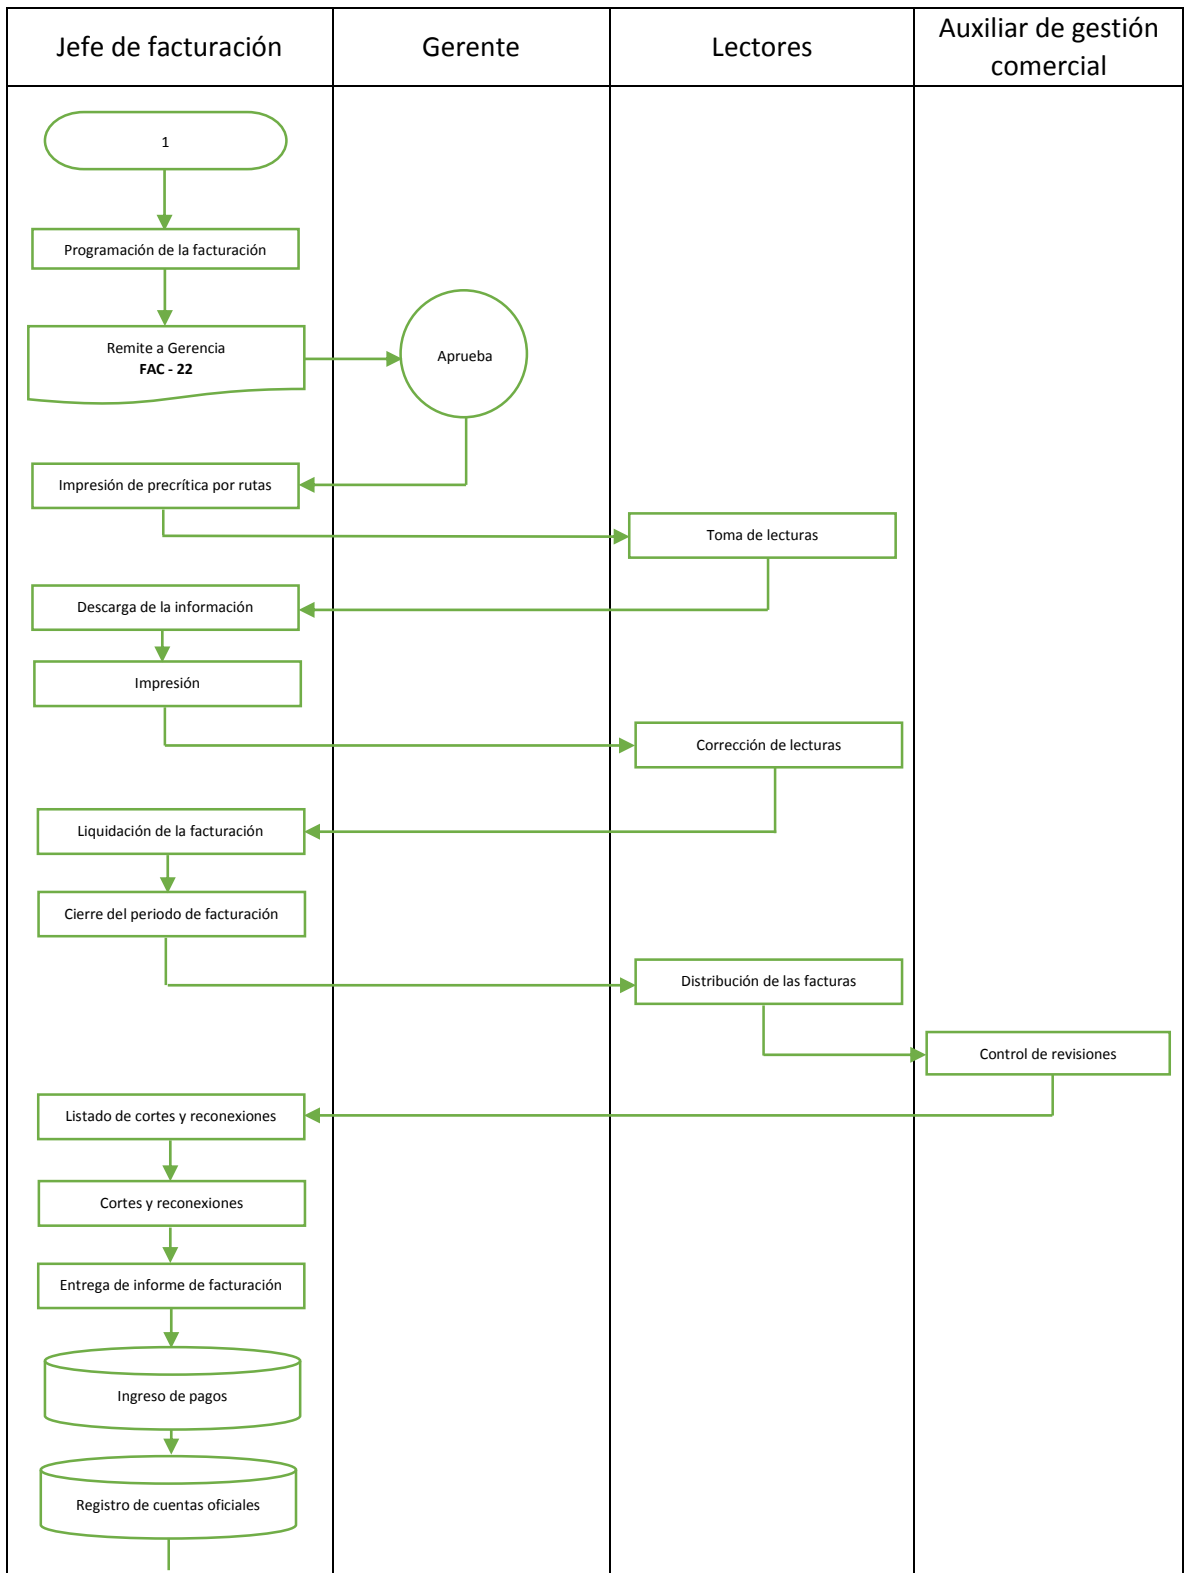 Jefe de facturación
Gerente
Lectores
Auxiliar de gestión
comercial
1
Programación de la facturación
Remite a Gerencia
FAC - 22
Aprueba
Impresión de precrítica por rutas
Toma de lecturas
Descarga de la información
Impresión
Corrección de lecturas
Liquidación de la facturación
Cierre del periodo de facturación
Distribución de las facturas
Control de revisiones
Listado de cortes y reconexiones
Cortes y reconexiones
Entrega de informe de facturación
Ingreso de pagos
Registro de cuentas oficiales